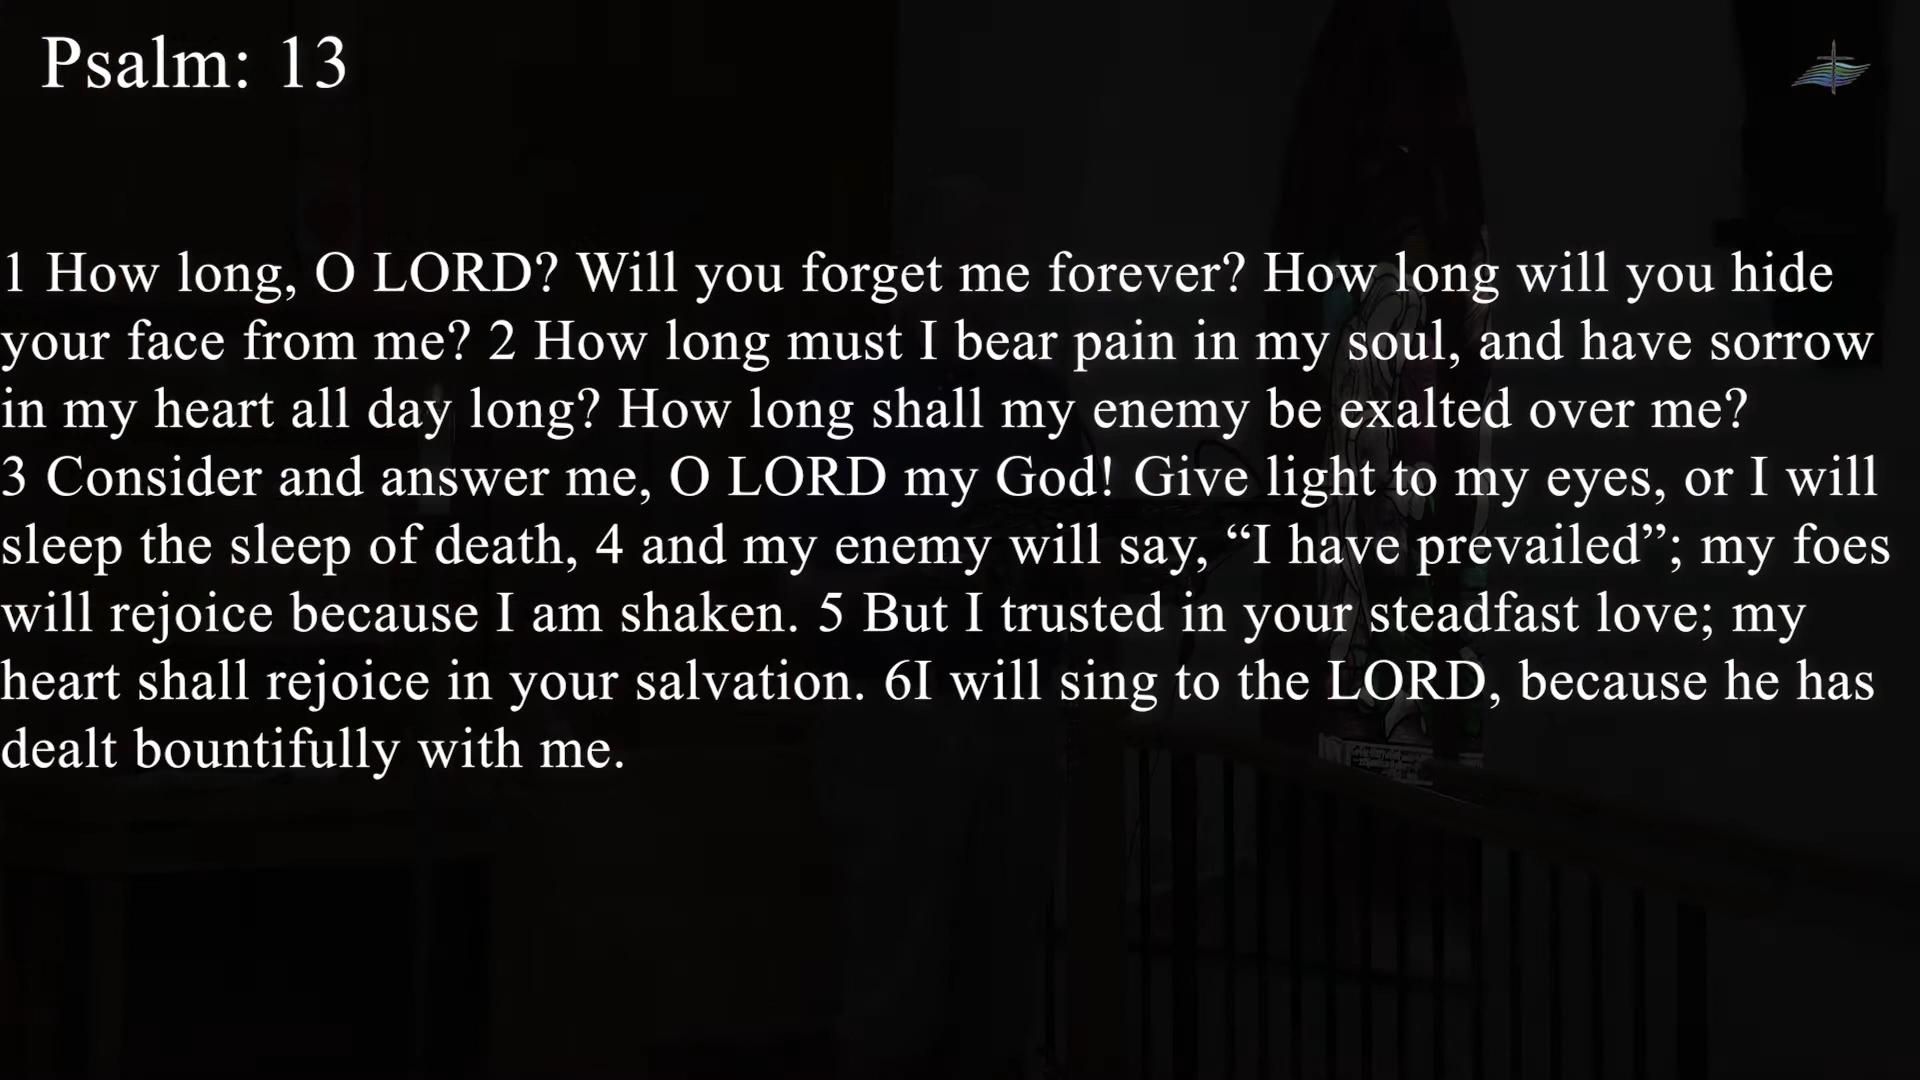 Psalm: 13
1 How long, O LORD? Will you forget me forever? How long will you hide
your face from me? 2 How long must I bear pain in my soul, and have sorrow
in my heart all day long? How long shall my enemy be exalted over me?
3 Consider and answer me, O LORD my God! Give light to my eyes, or I will
sleep the sleep of death, 4 and my enemy will say, “I have prevailed”; my foes
will rejoice because I am shaken. 5 But I trusted in your steadfast love; my
heart shall rejoice in your salvation. 6I will sing to the LORD, because he has
dealt bountifully with me.